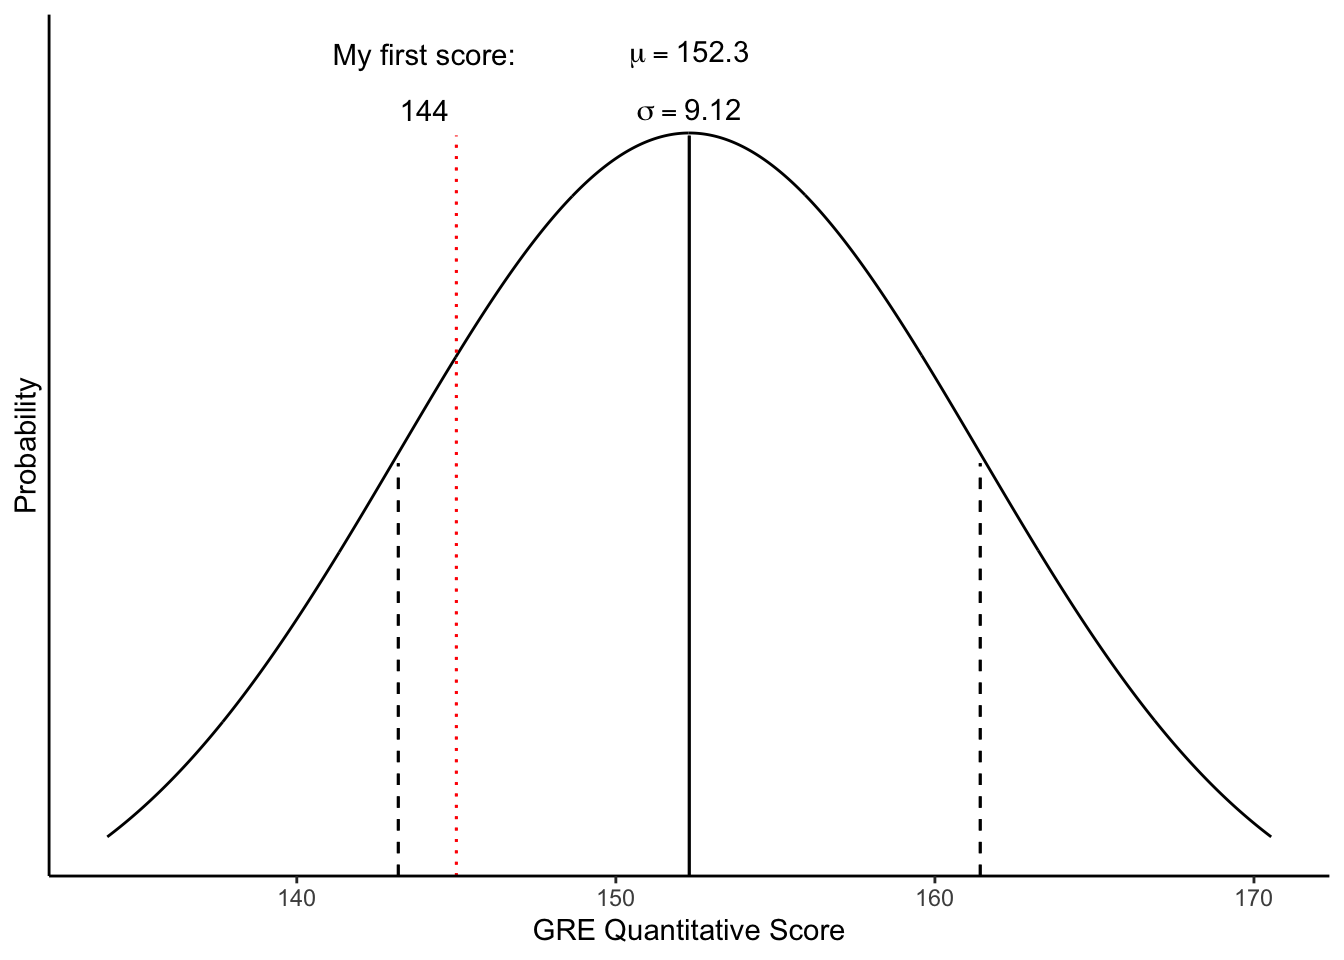 My first score:
144
μ = 152.3
σ = 9.12
Probability
140
150
160
170
GRE Quantitative Score